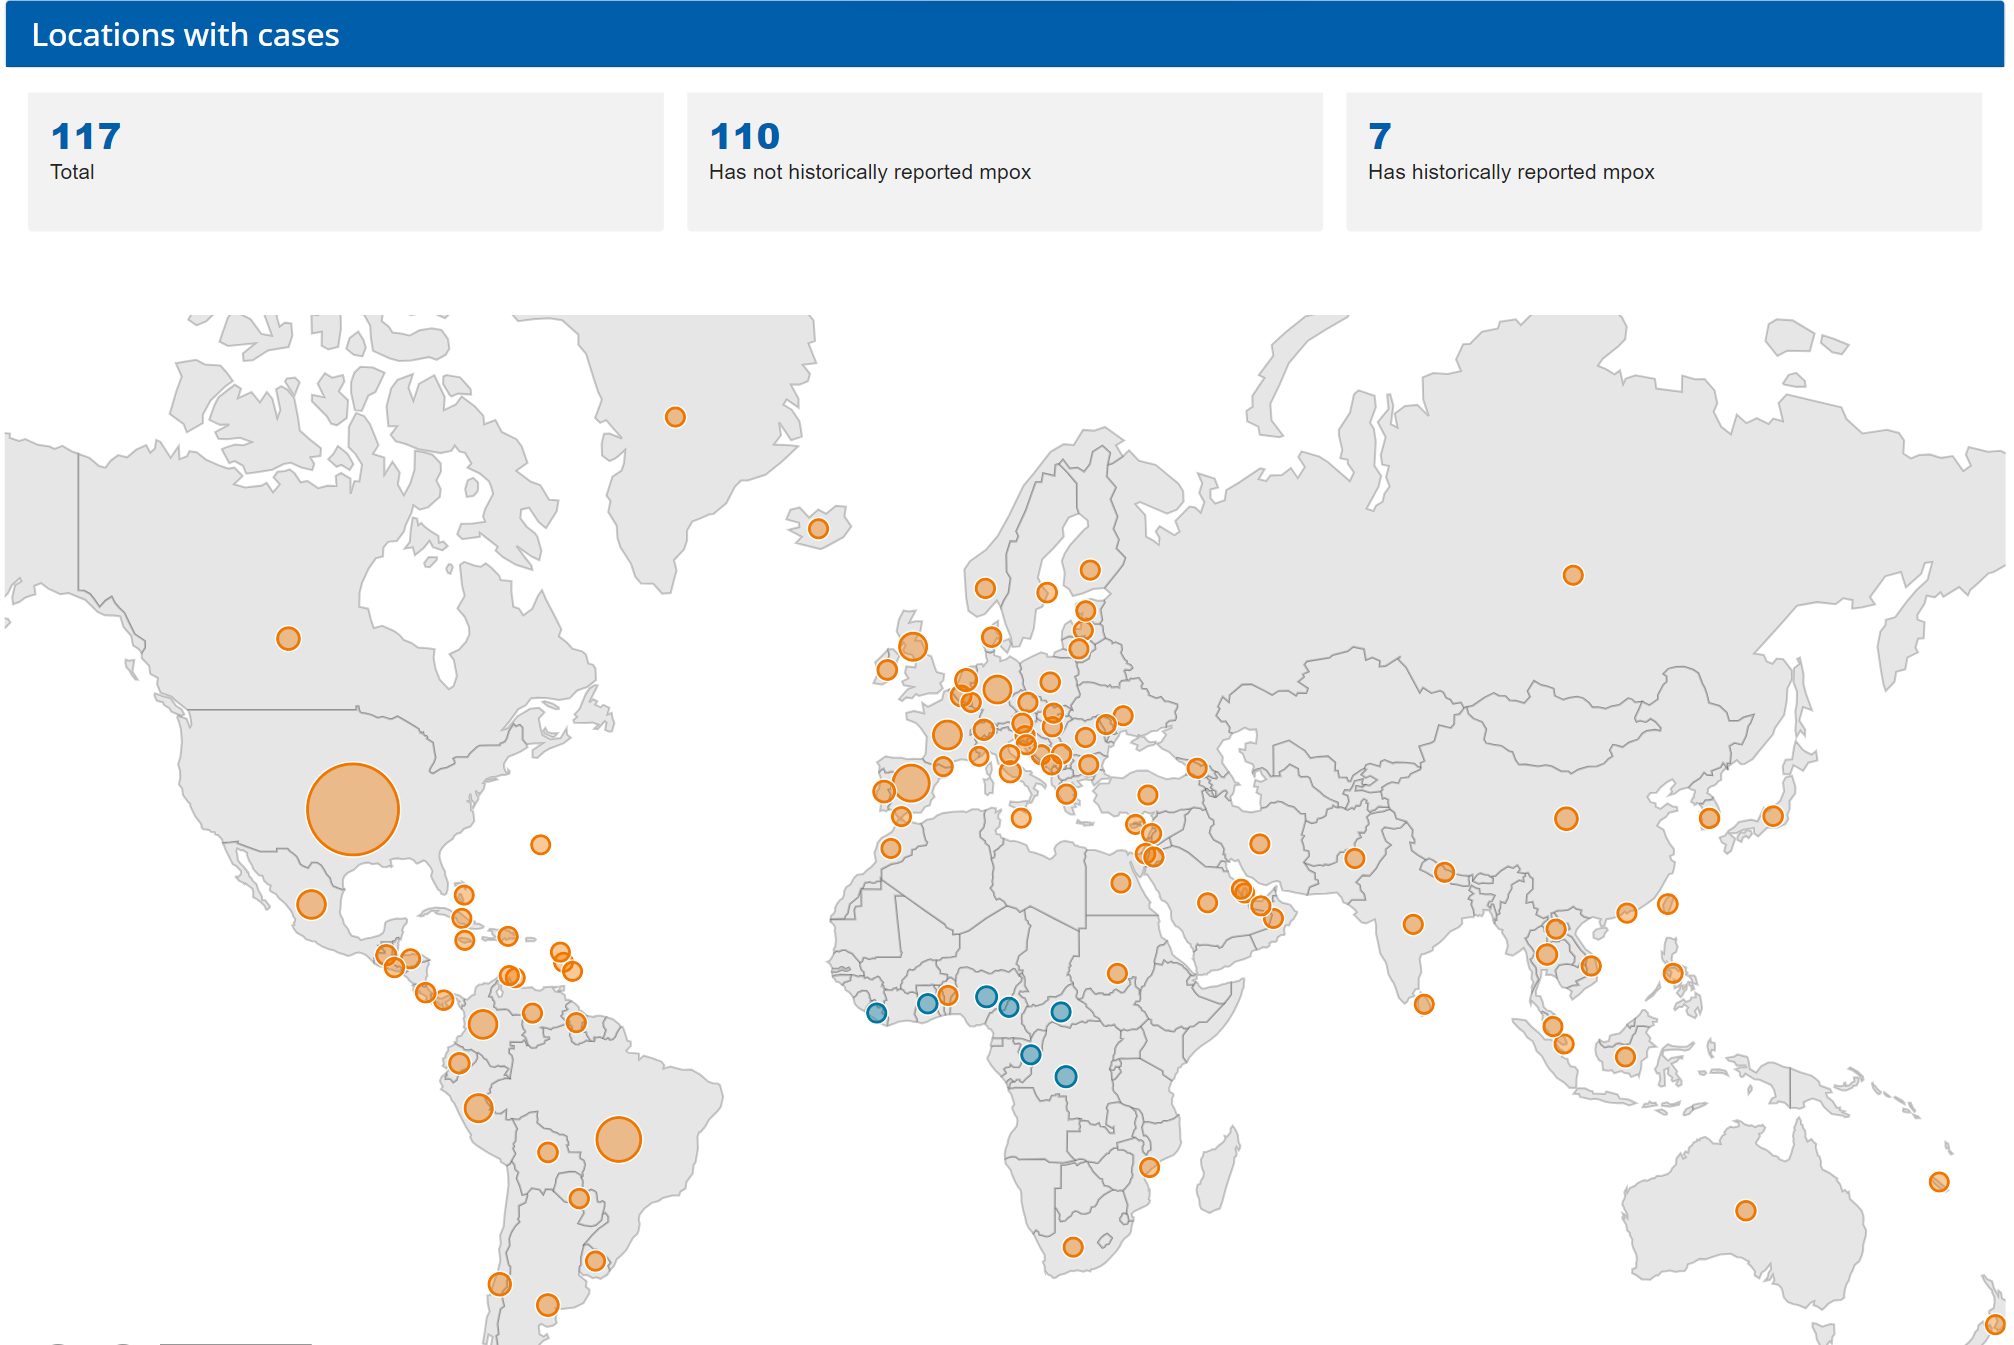 Locations with cases
117
Total
110
Has not historically reported mpox
7
Has historically reported mpox